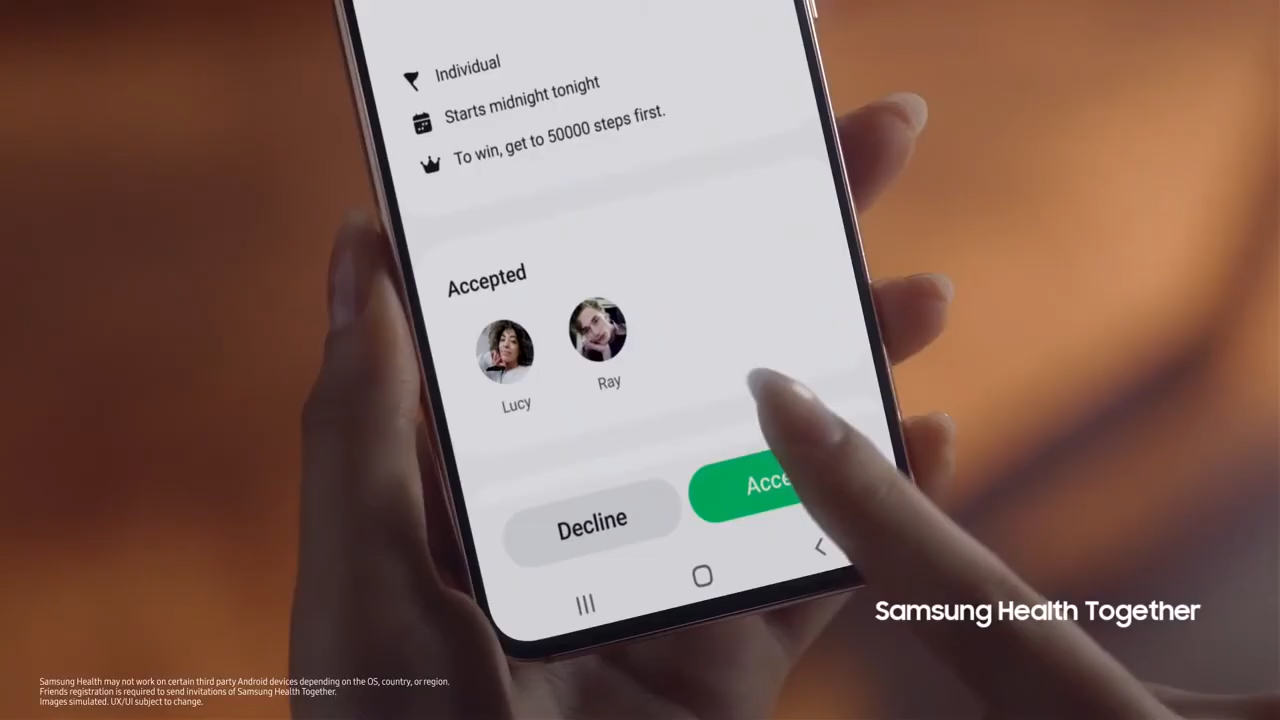 Individual
Starts midnight tonight
To win, get to 50000 steps first.
Accepted
Lucy
Ray
Decline
Acce
Samsung Health Together
Samsung Health may not work on certain third party Android devices depending on the OS, country, or region.
Friends registration is required to send invitations of Samsung Health Together.
Images simulated. UX/UI subject to change.